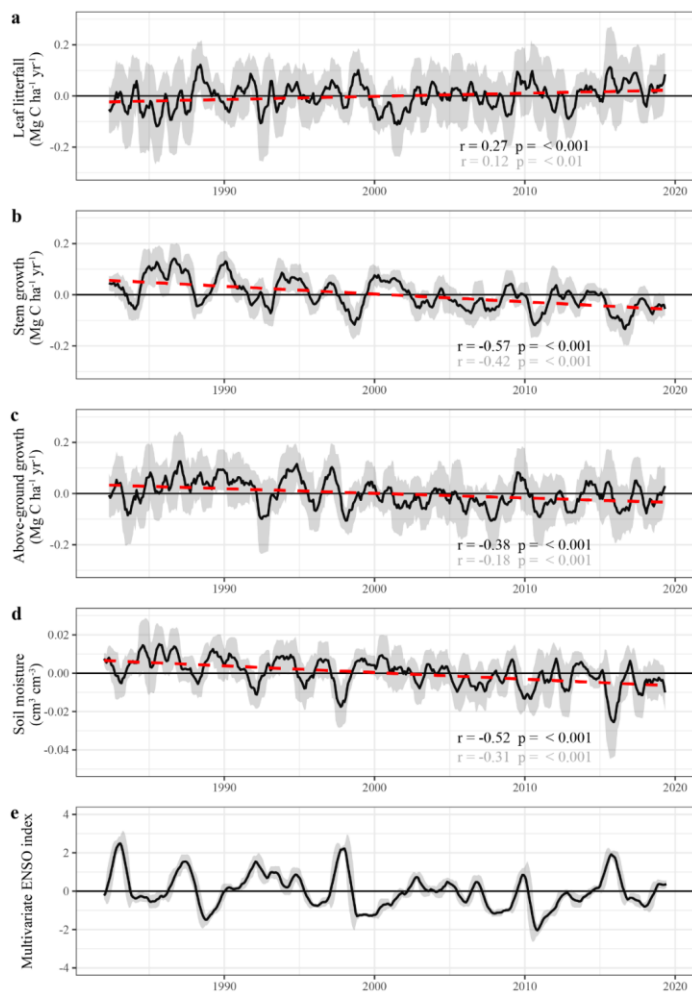 a
Leaf litterfall
(Mg C ha⁻¹ yr⁻¹)
0.2
0.0
-0.2
r = 0.27 p = < 0.001
r = 0.12 p = < 0.01
1990
2000
2010
2020
b
Stem growth
(Mg C ha⁻¹ yr⁻¹)
0.2
0.0
-0.2
r = -0.57 p = < 0.001
r = -0.42 p = < 0.001
1990
2000
2010
2020
c
Above-ground growth
(Mg C ha⁻¹ yr⁻¹)
0.2
0.0
-0.2
r = -0.38 p = < 0.001
r = -0.18 p = < 0.001
1990
2000
2010
2020
d
Soil moisture
(cm³ cm⁻³)
0.02
0.00
-0.02
-0.04
r = -0.52 p = < 0.001
r = -0.31 p = < 0.001
1990
2000
2010
2020
e
Multivariate ENSO index
4
2
0
-2
-4
1990
2000
2010
2020